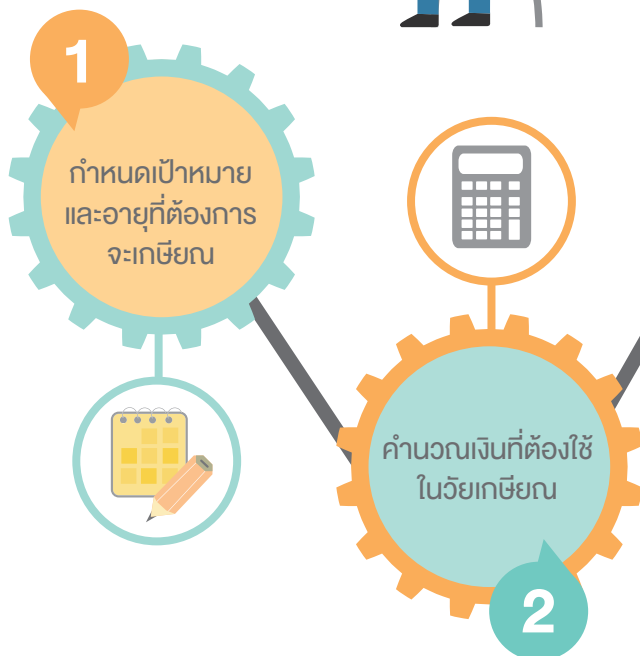 1
กำหนดเป้าหมาย
และอายุที่ต้องการ
จะเกษียณ
คำนวณเงินที่ต้องใช้
ในวัยเกษียณ
2